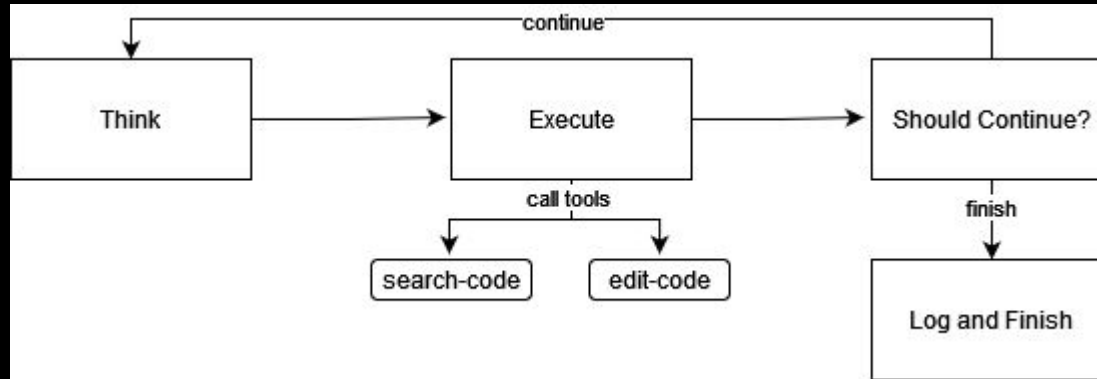 continue
Think
Execute
Should Continue?
call tools
finish
search-code
edit-code
Log and Finish